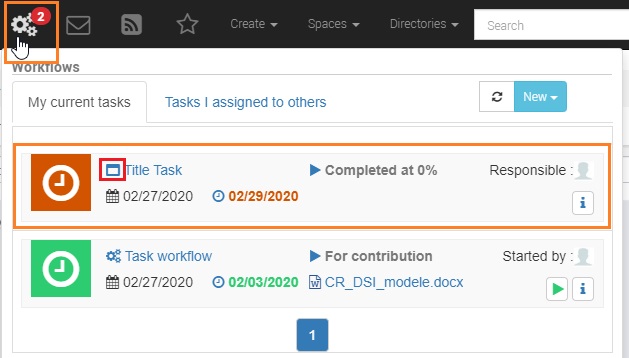 2
Create Spaces Directories Search
Workflows
My current tasks Tasks I assigned to others New
Title Task Completed at 0% Responsible :
02/27/2020 02/29/2020
Task workflow For contribution Started by :
02/27/2020 02/03/2020 CR_DSI_modele.docx
1